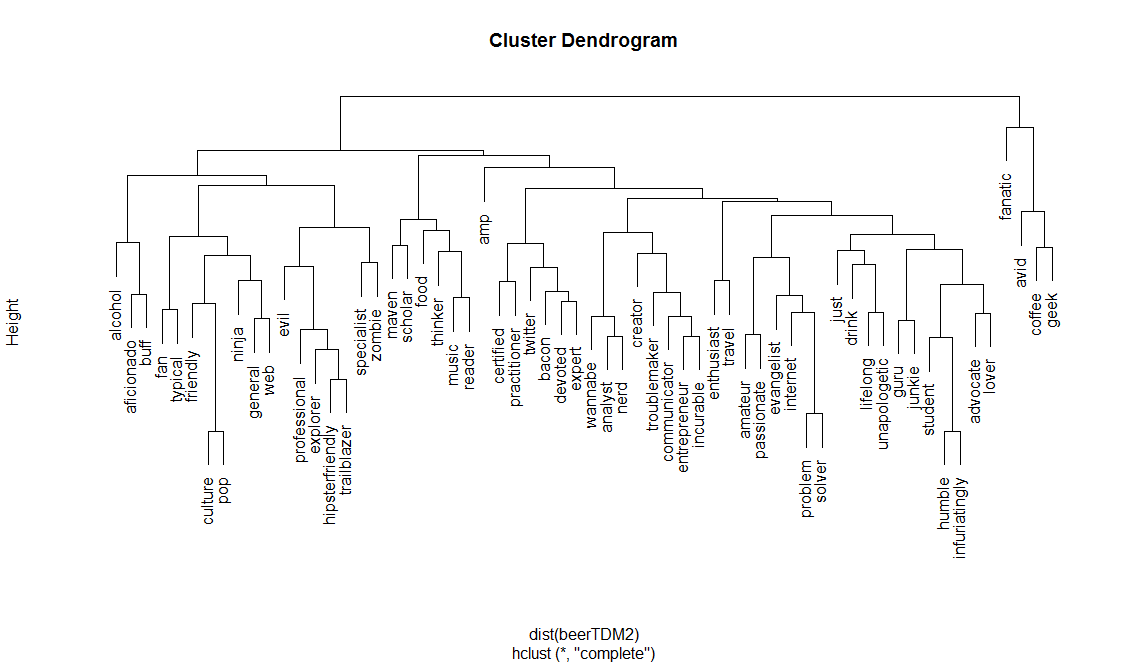 Cluster Dendrogram
Height
alcohol
aficionado
buff
fan
typical
friendly
culture
pop
ninja
general
web
evil
professional
explorer
hipsterfriendly
trailblazer
specialist
zombie
maven
scholar
food
thinker
music
reader
amp
certified
practitioner
twitter
bacon
devoted
expert
wannabe
analyst
nerd
creator
troublemaker
communicator
entrepreneur
incurable
enthusiast
travel
amateur
passionate
evangelist
internet
problem
solver
just
drink
lifelong
unapologetic
guru
junkie
student
humble
infuriatingly
advocate
lover
fanatic
avid
coffee
geek
dist(beerTDM2)
hclust (*, "complete")